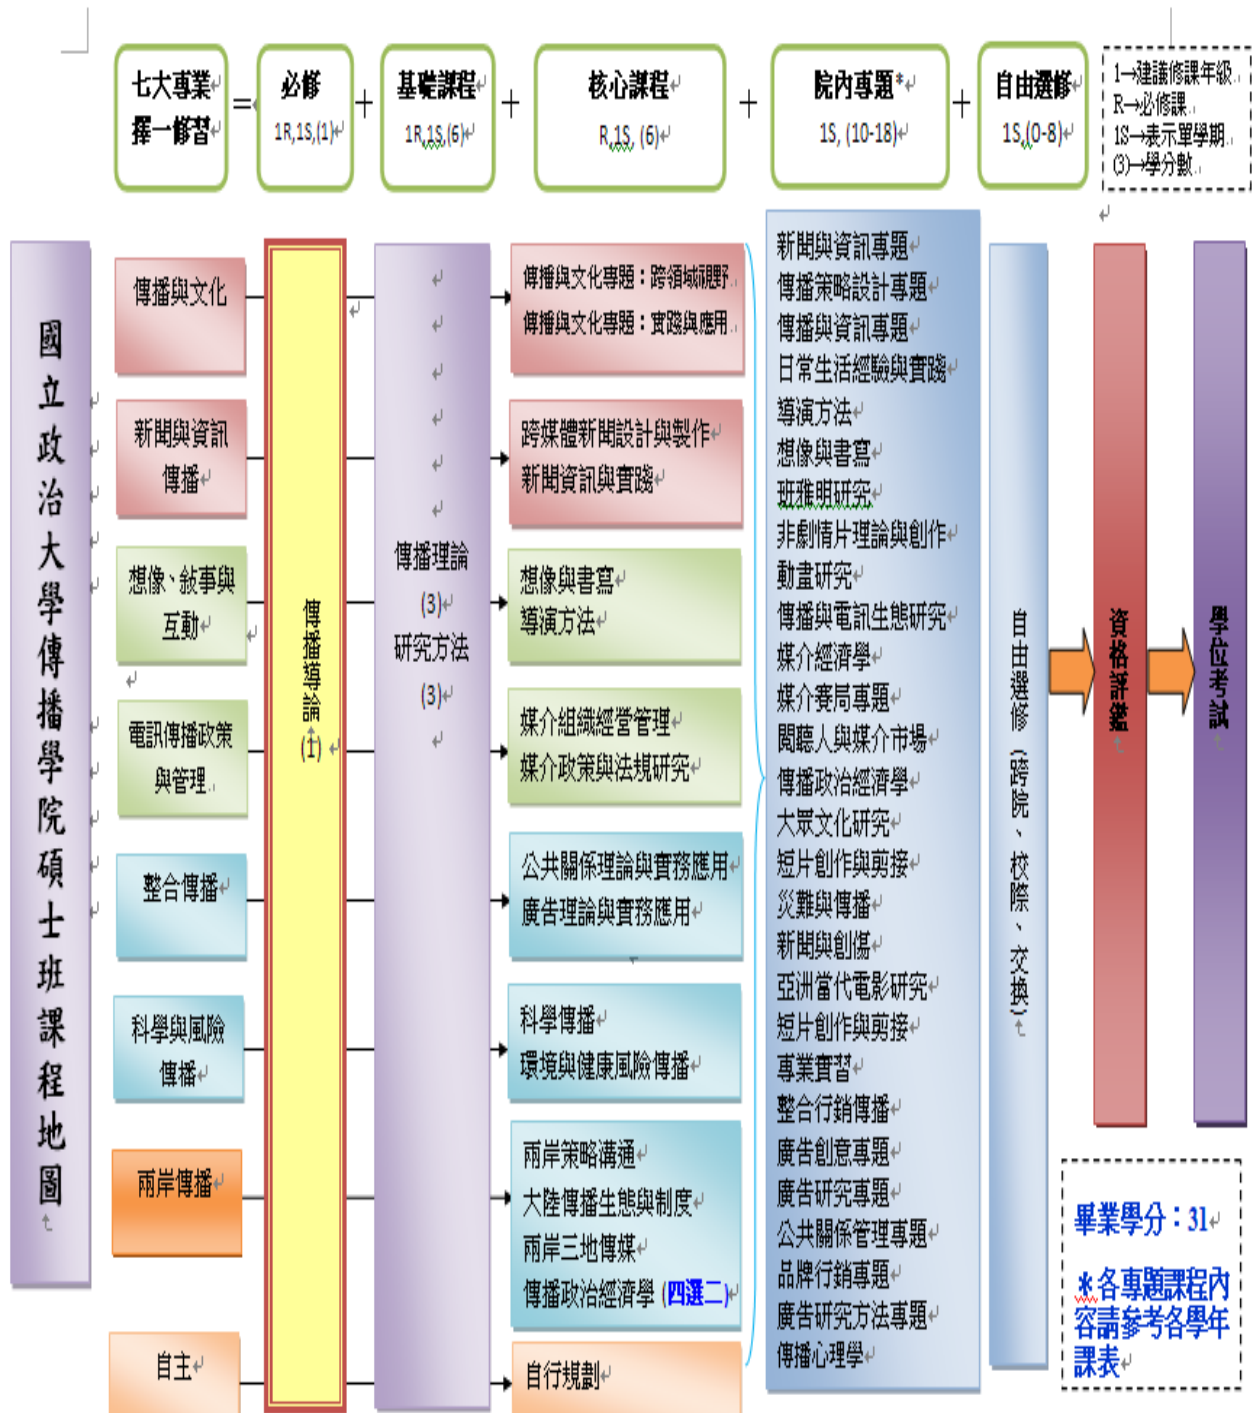 七大專業
擇一修習
=
必修
1R,1S,(1)
+
基礎課程
1R,1S,(6)
+
核心課程
R,1S, (6)
+
院內專題*
1S, (10-18)
+
自由選修
1S,(0-8)
1→建議修課年級
R→必修課
1S→表示單學期
(3)→學分數
國立政治大學傳播學院碩士班課程地圖
傳播與文化
新聞與資訊
傳播
想像、敘事與
互動
電訊傳播政策
與管理
整合傳播
科學與風險
傳播
兩岸傳播
自主
傳播導論
(1)
傳播理論
(3)
研究方法
(3)
傳播與文化專題：跨領域視野
傳播與文化專題：實踐與應用
跨媒體新聞設計與製作
新聞資訊與實踐
想像與書寫
導演方法
媒介組織經營管理
媒介政策與法規研究
公共關係理論與實務應用
廣告理論與實務應用
科學傳播
環境與健康風險傳播
兩岸策略溝通
大陸傳播生態與制度
兩岸三地傳媒
傳播政治經濟學 (四選二)
自行規劃
新聞與資訊專題
傳播策略設計專題
傳播與資訊專題
日常生活經驗與實踐
導演方法
想像與書寫
班雅明研究
非劇情片理論與創作
動畫研究
傳播與電訊生態研究
媒介經濟學
媒介賽局專題
閱聽人與媒介市場
傳播政治經濟學
大眾文化研究
短片創作與剪接
災難與傳播
新聞與創傷
亞洲當代電影研究
短片創作與剪接
專業實習
整合行銷傳播
廣告創意專題
廣告研究專題
公共關係管理專題
品牌行銷專題
廣告研究方法專題
傳播心理學
自由選修 (跨院、校際、交換)
資格評鑑
學位考試
畢業學分：31
*各專題課程內
容請參考各學年
課表